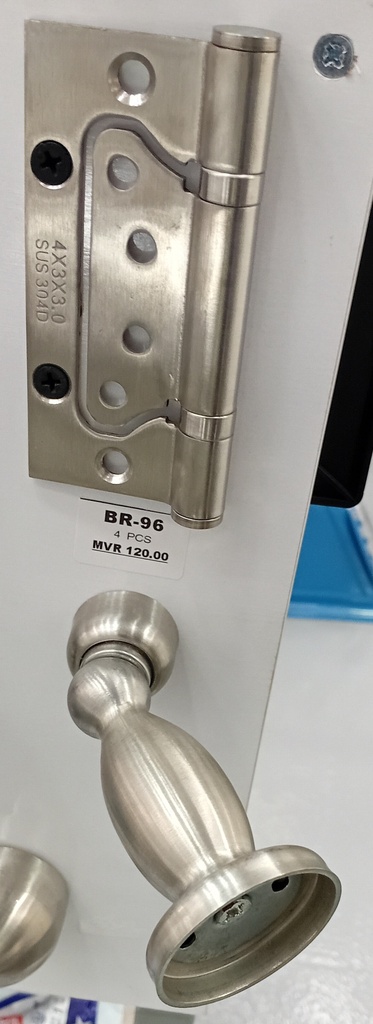 4X3X3.0
SUS 304D
BR-96
4 PCS
MVR 120.00